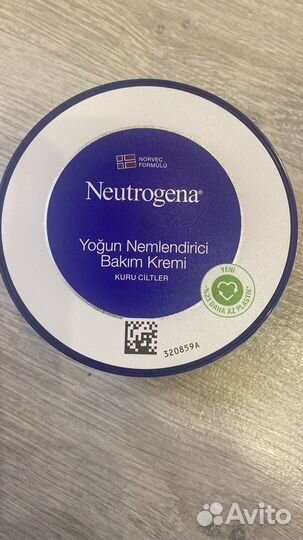 NORVEÇ
FORMÜLÜ
Neutrogena®
Yoğun Nemlendirici
Bakım Kremi
KURU CİLTLER
YENİ
%25 DAHA AZ PLASTİK*
320859A
Avito